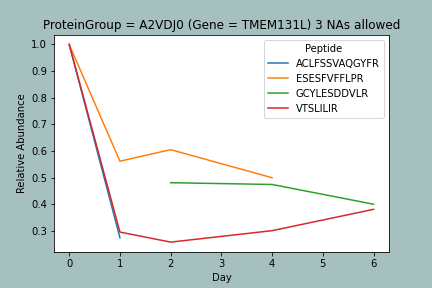 ProteinGroup = A2VDJ0 (Gene = TMEM131L) 3 NAs allowed
Peptide
ACLFSSVAQGYFR
ESESFVFFLPR
GCYLESDDVLR
VTSLILIR
Relative Abundance
1.0
0.9
0.8
0.7
0.6
0.5
0.4
0.3
0 1 2 3 4 5 6
Day